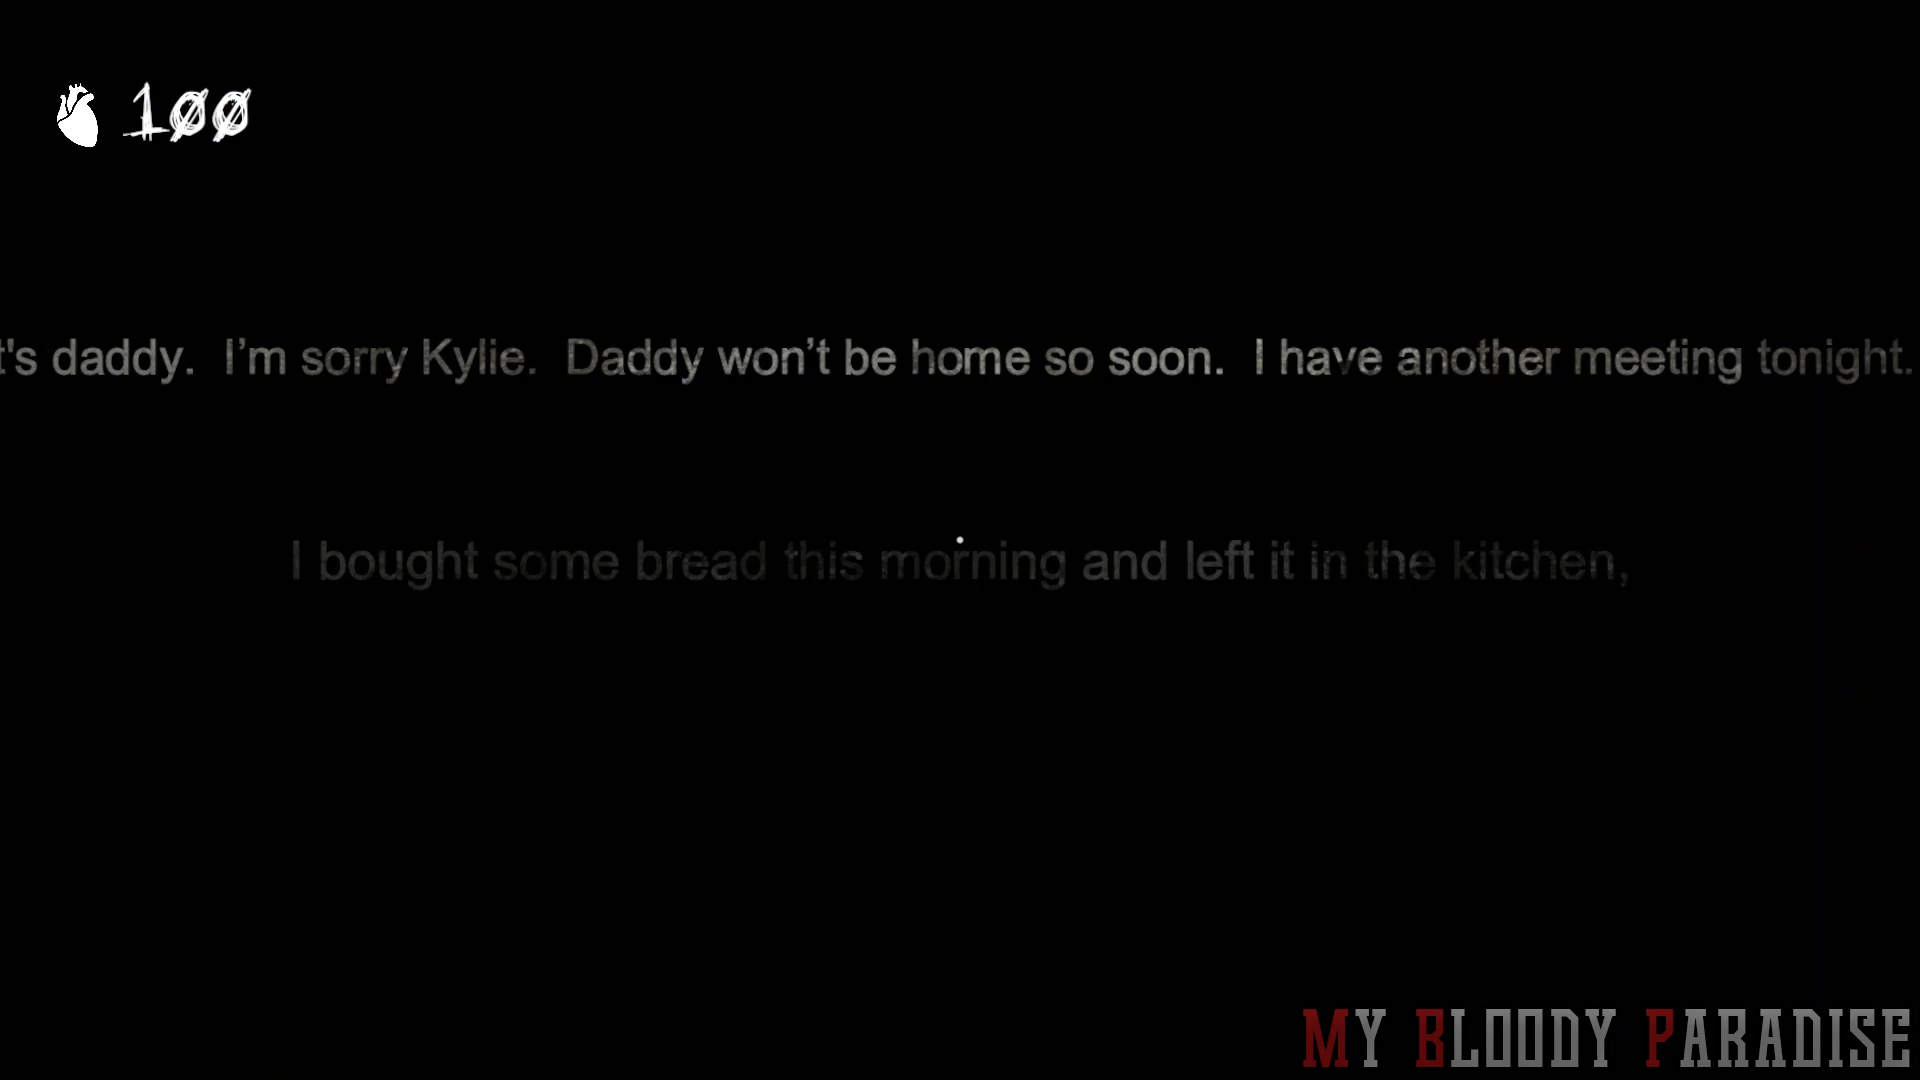 100
t's daddy.  I’m sorry Kylie.  Daddy won’t be home so soon.  I have another meeting tonight.
I bought some bread this morning and left it in the kitchen,
MY BLOODY PARADISE